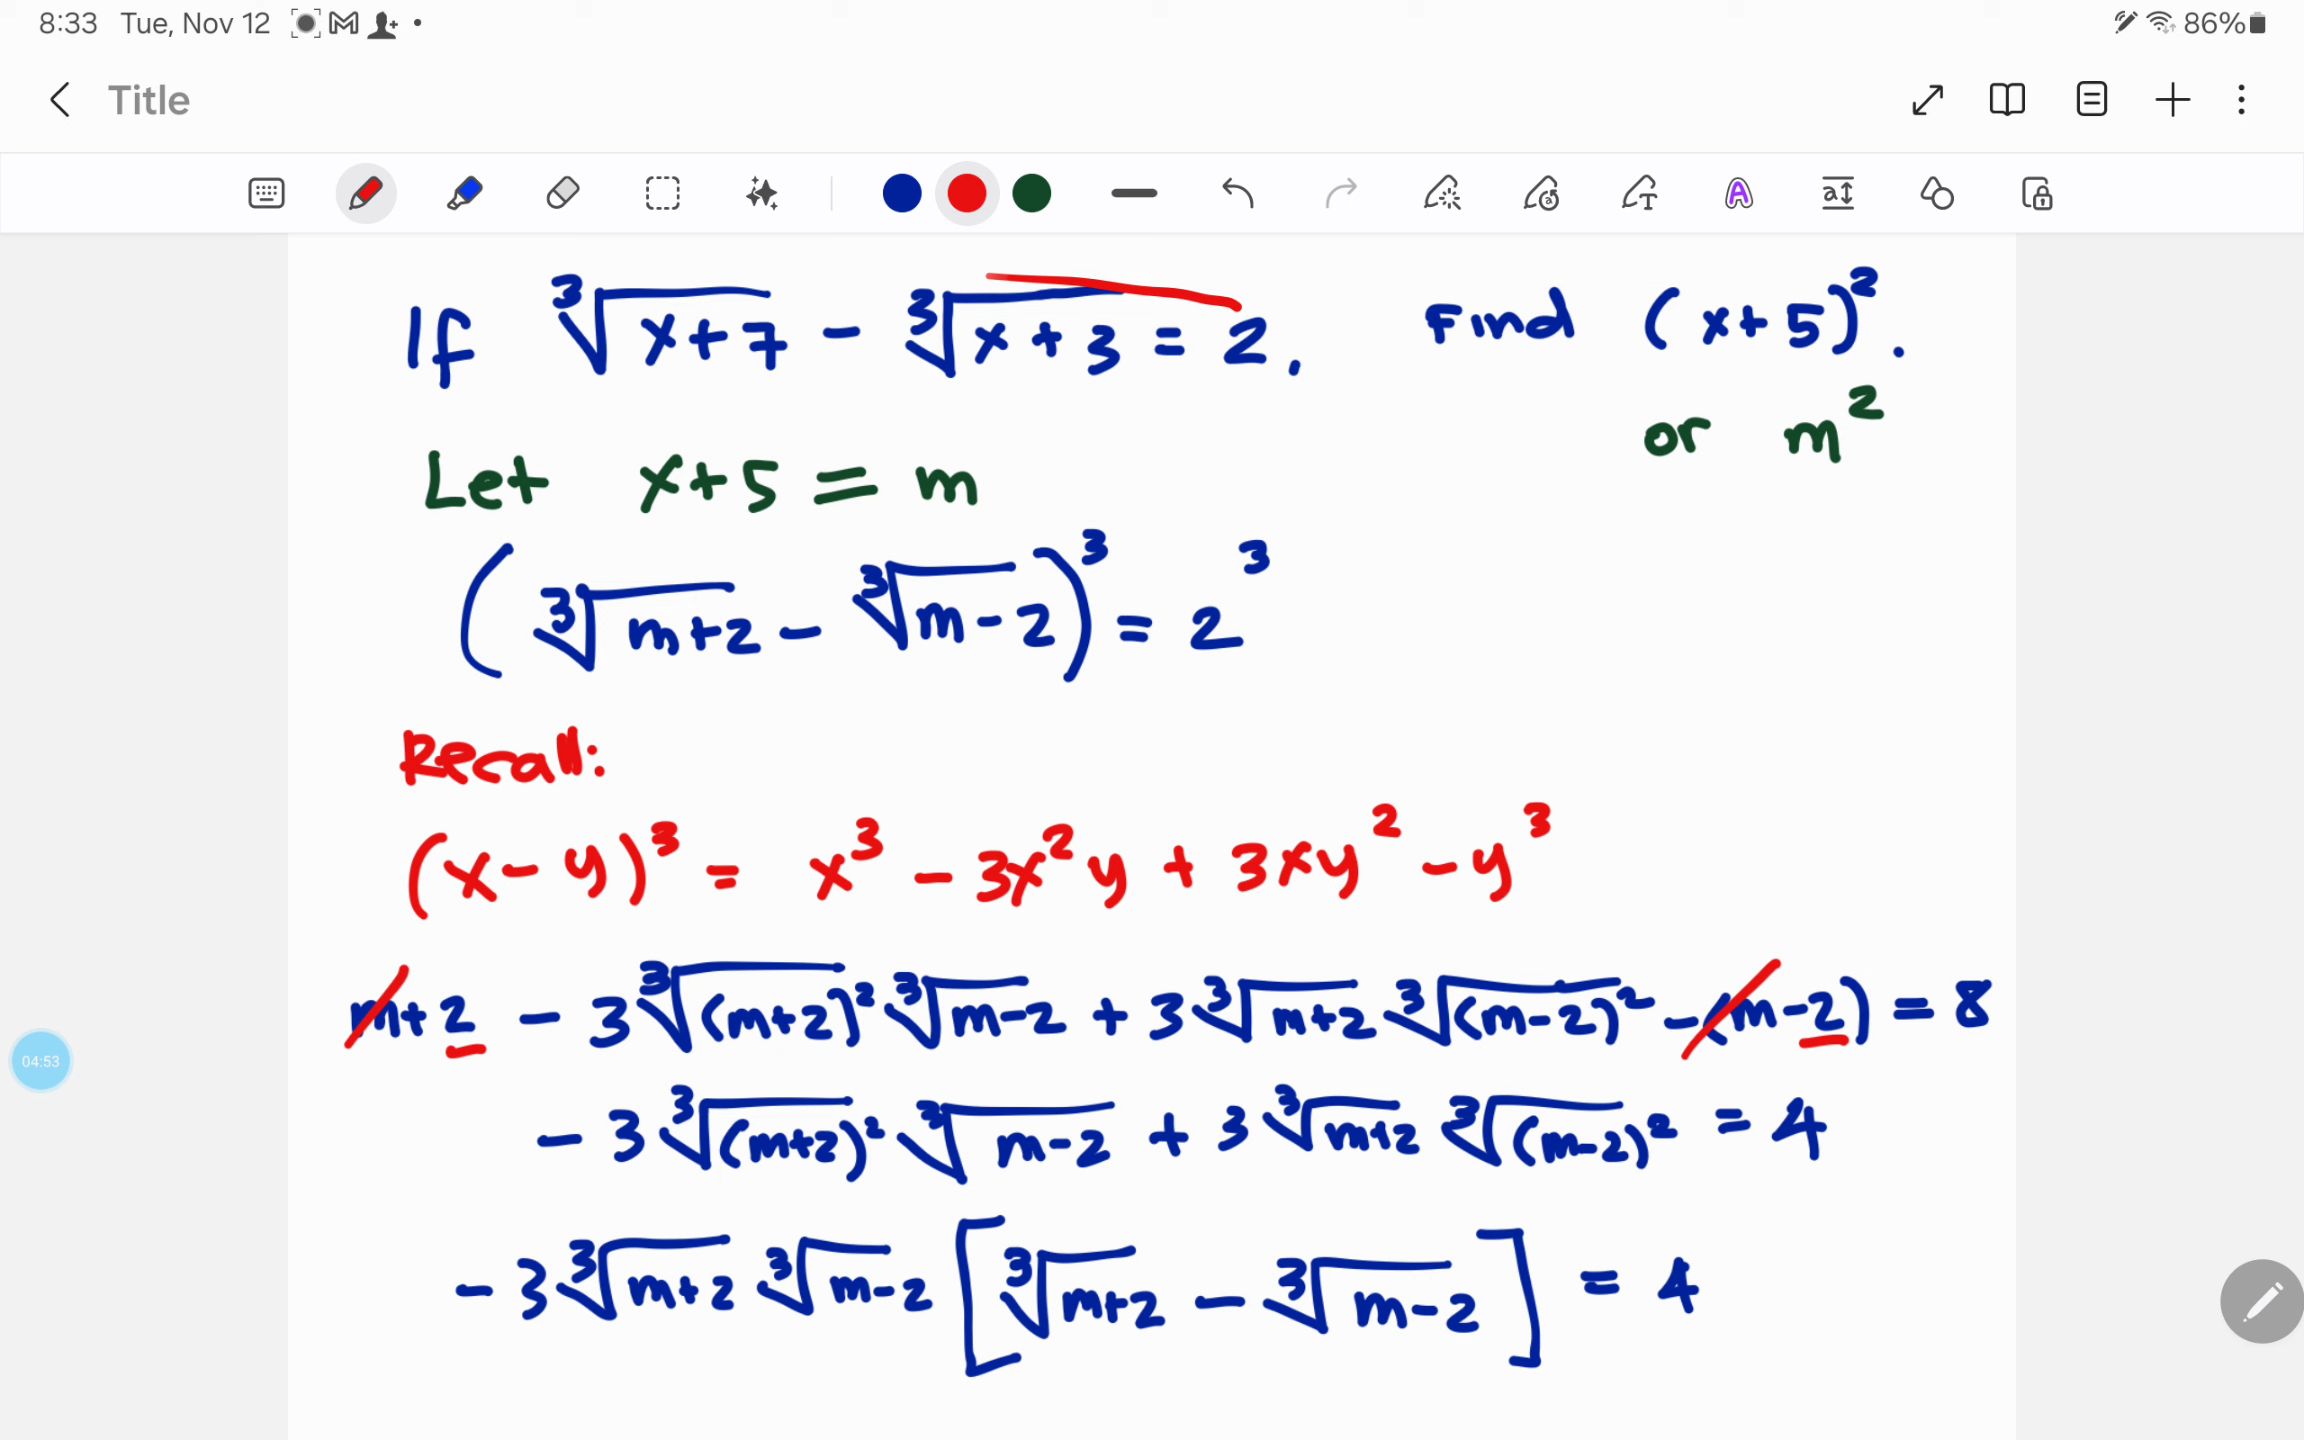 8:33 Tue, Nov 12 86%
Title
If ∛(x+7) - ∛(x+3) = 2. Find (x+5)².
or m²
Let x+5 = m
(∛(m+2) - ∛(m-2))³ = 2³
Recall:
(x-y)³ = x³ - 3x²y + 3xy² - y³
m+2 - 3∛(m+2)² ∛(m-2) + 3∛(m+2) ∛(m-2)² - (m-2) = 8
04:53
- 3∛(m+2)² ∛(m-2) + 3∛(m+2) ∛(m-2)² = 4
- 3∛(m+2) ∛(m-2) [∛(m+2) - ∛(m-2)] = 4